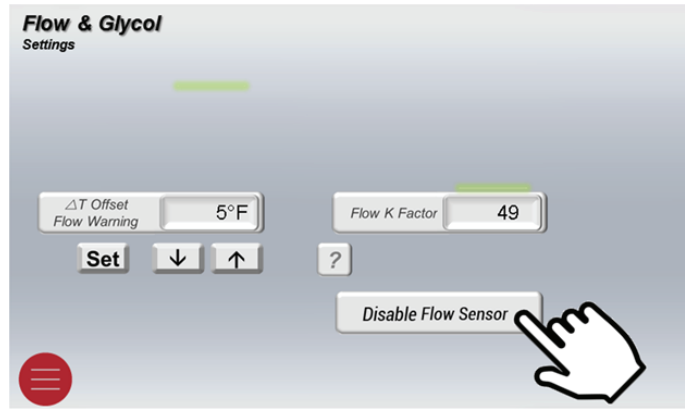 Flow & Glycol
Settings
△T Offset
Flow Warning
5°F
Flow K Factor
49
Set
↓
↑
?
Disable Flow Sensor